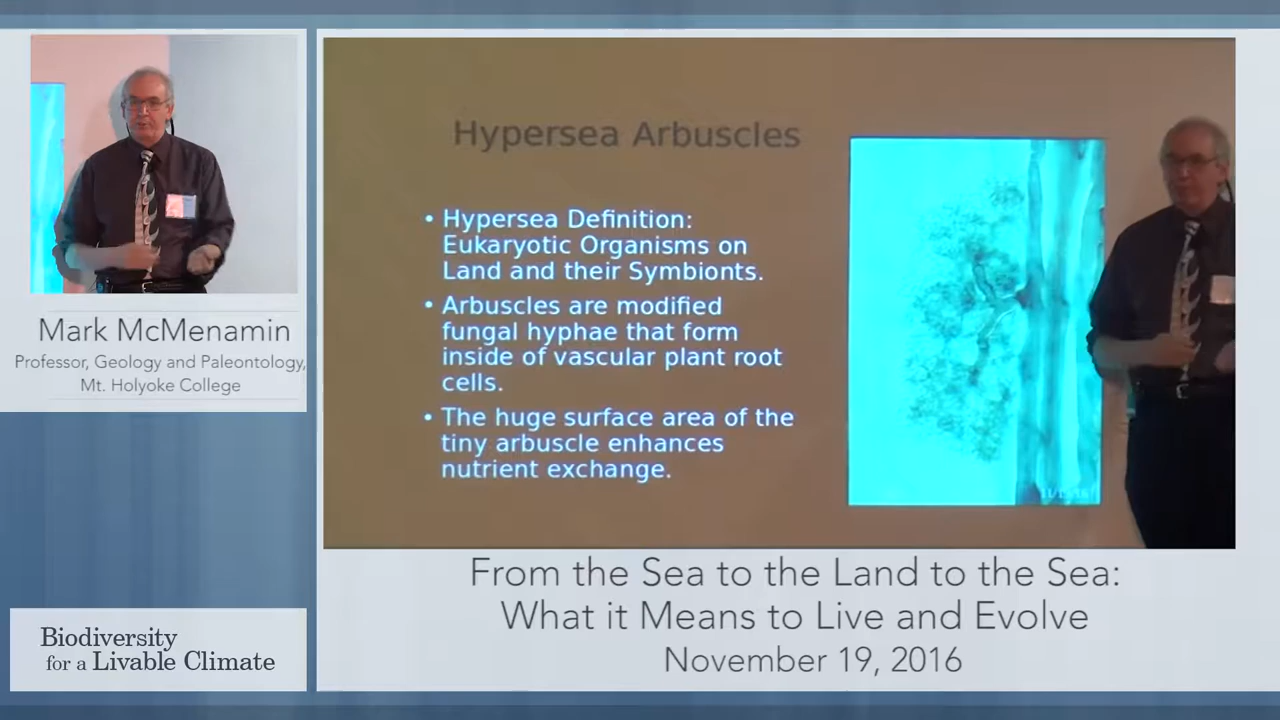 Mark McMenamin
Professor, Geology and Paleontology,
Mt. Holyoke College
Biodiversity
for a Livable Climate
Hypersea Arbuscles
• Hypersea Definition:
Eukaryotic Organisms on
Land and their Symbionts.
• Arbuscles are modified
fungal hyphae that form
inside of vascular plant root
cells.
• The huge surface area of the
tiny arbuscle enhances
nutrient exchange.
From the Sea to the Land to the Sea:
What it Means to Live and Evolve
November 19, 2016